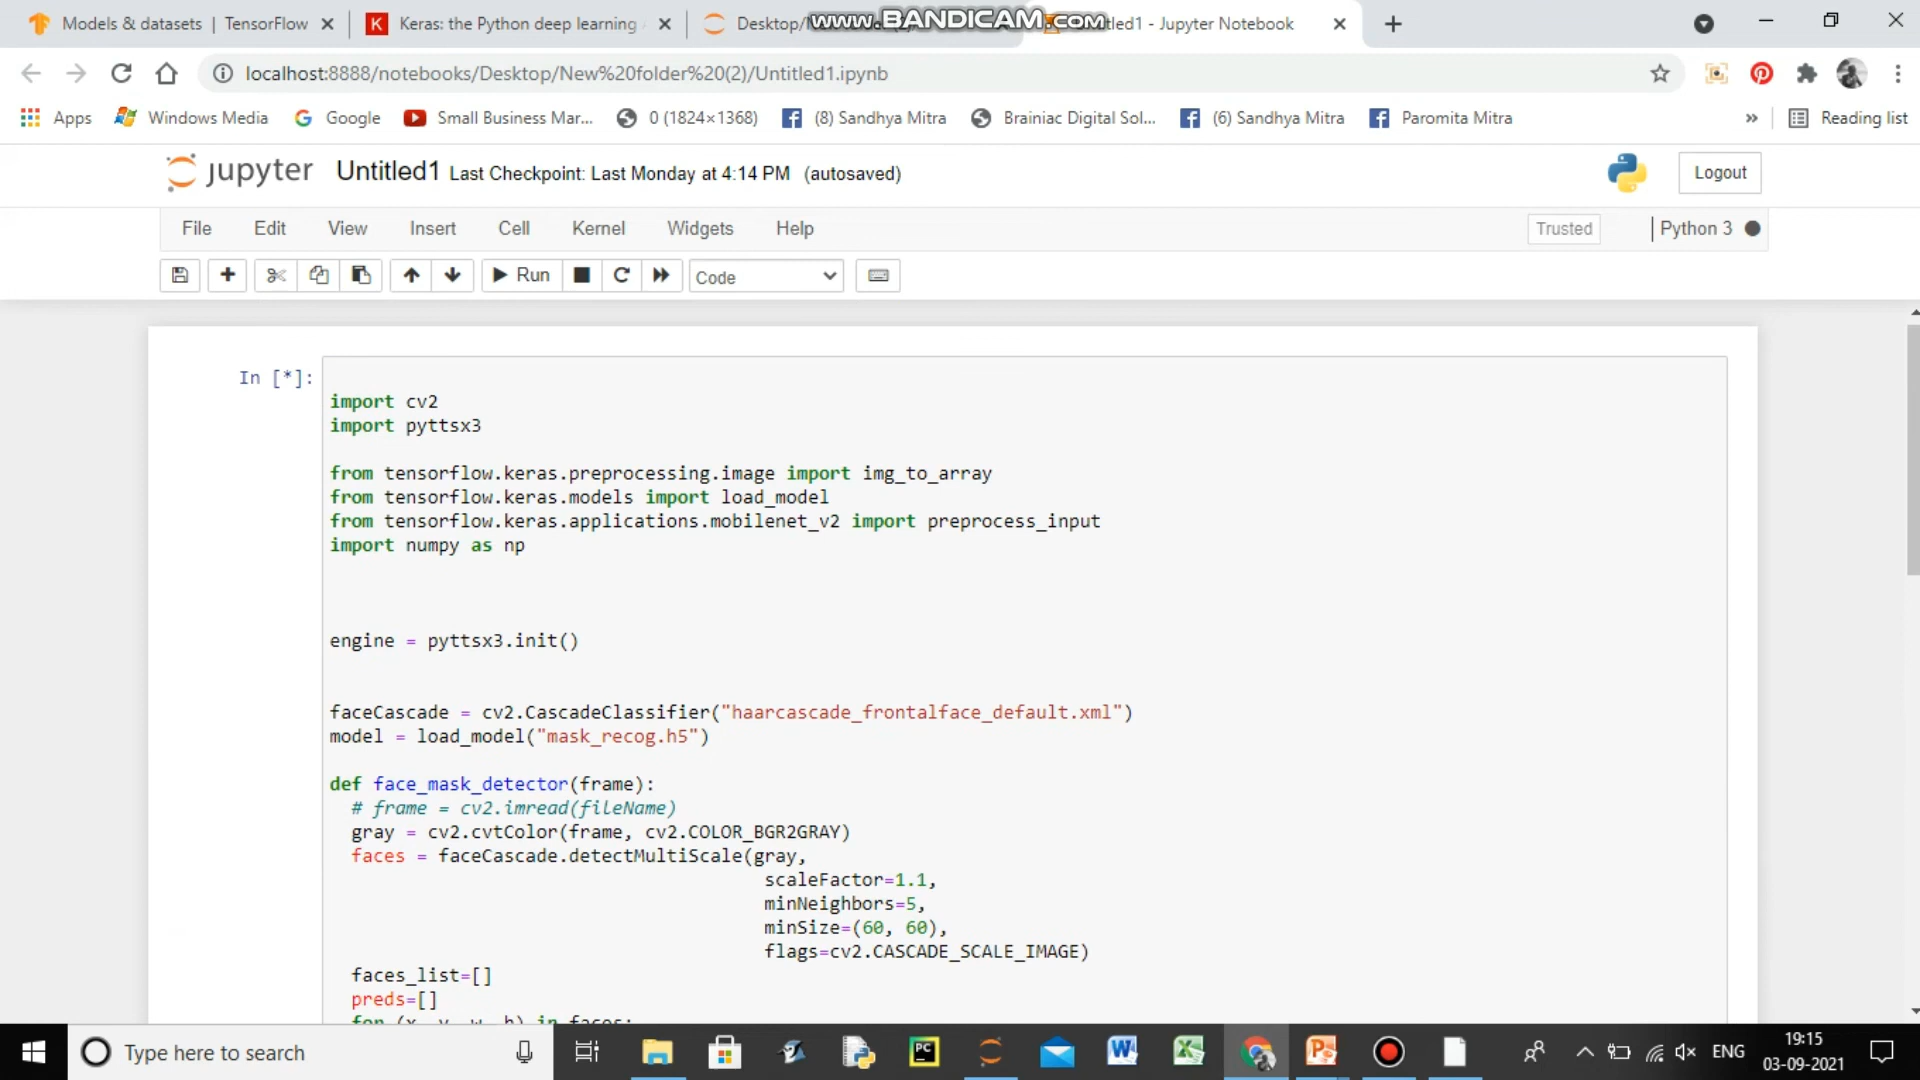 Models & datasets | TensorFlow
Keras: the Python deep learning
Desktop/
www.BANDICAM.com
Untitled1 - Jupyter Notebook
localhost:8888/notebooks/Desktop/New%20folder%20(2)/Untitled1.ipynb
Apps
Windows Media
Google
Small Business Mar...
0 (1824×1368)
(8) Sandhya Mitra
Brainiac Digital Sol...
(6) Sandhya Mitra
Paromita Mitra
»
Reading list
jupyter Untitled1 Last Checkpoint: Last Monday at 4:14 PM (autosaved)
Logout
File Edit View Insert Cell Kernel Widgets Help
Trusted
Python 3
Run
Code
In [*]:
import cv2
import pyttsx3
from tensorflow.keras.preprocessing.image import img_to_array
from tensorflow.keras.models import load_model
from tensorflow.keras.applications.mobilenet_v2 import preprocess_input
import numpy as np
engine = pyttsx3.init()
faceCascade = cv2.CascadeClassifier("haarcascade_frontalface_default.xml")
model = load_model("mask_recog.h5")
def face_mask_detector(frame):
# frame = cv2.imread(fileName)
gray = cv2.cvtColor(frame, cv2.COLOR_BGR2GRAY)
faces = faceCascade.detectMultiScale(gray,
scaleFactor=1.1,
minNeighbors=5,
minSize=(60, 60),
flags=cv2.CASCADE_SCALE_IMAGE)
faces_list=[]
preds=[]
for (x, y, w, h) in faces:
Type here to search
PC
ENG
19:15
03-09-2021